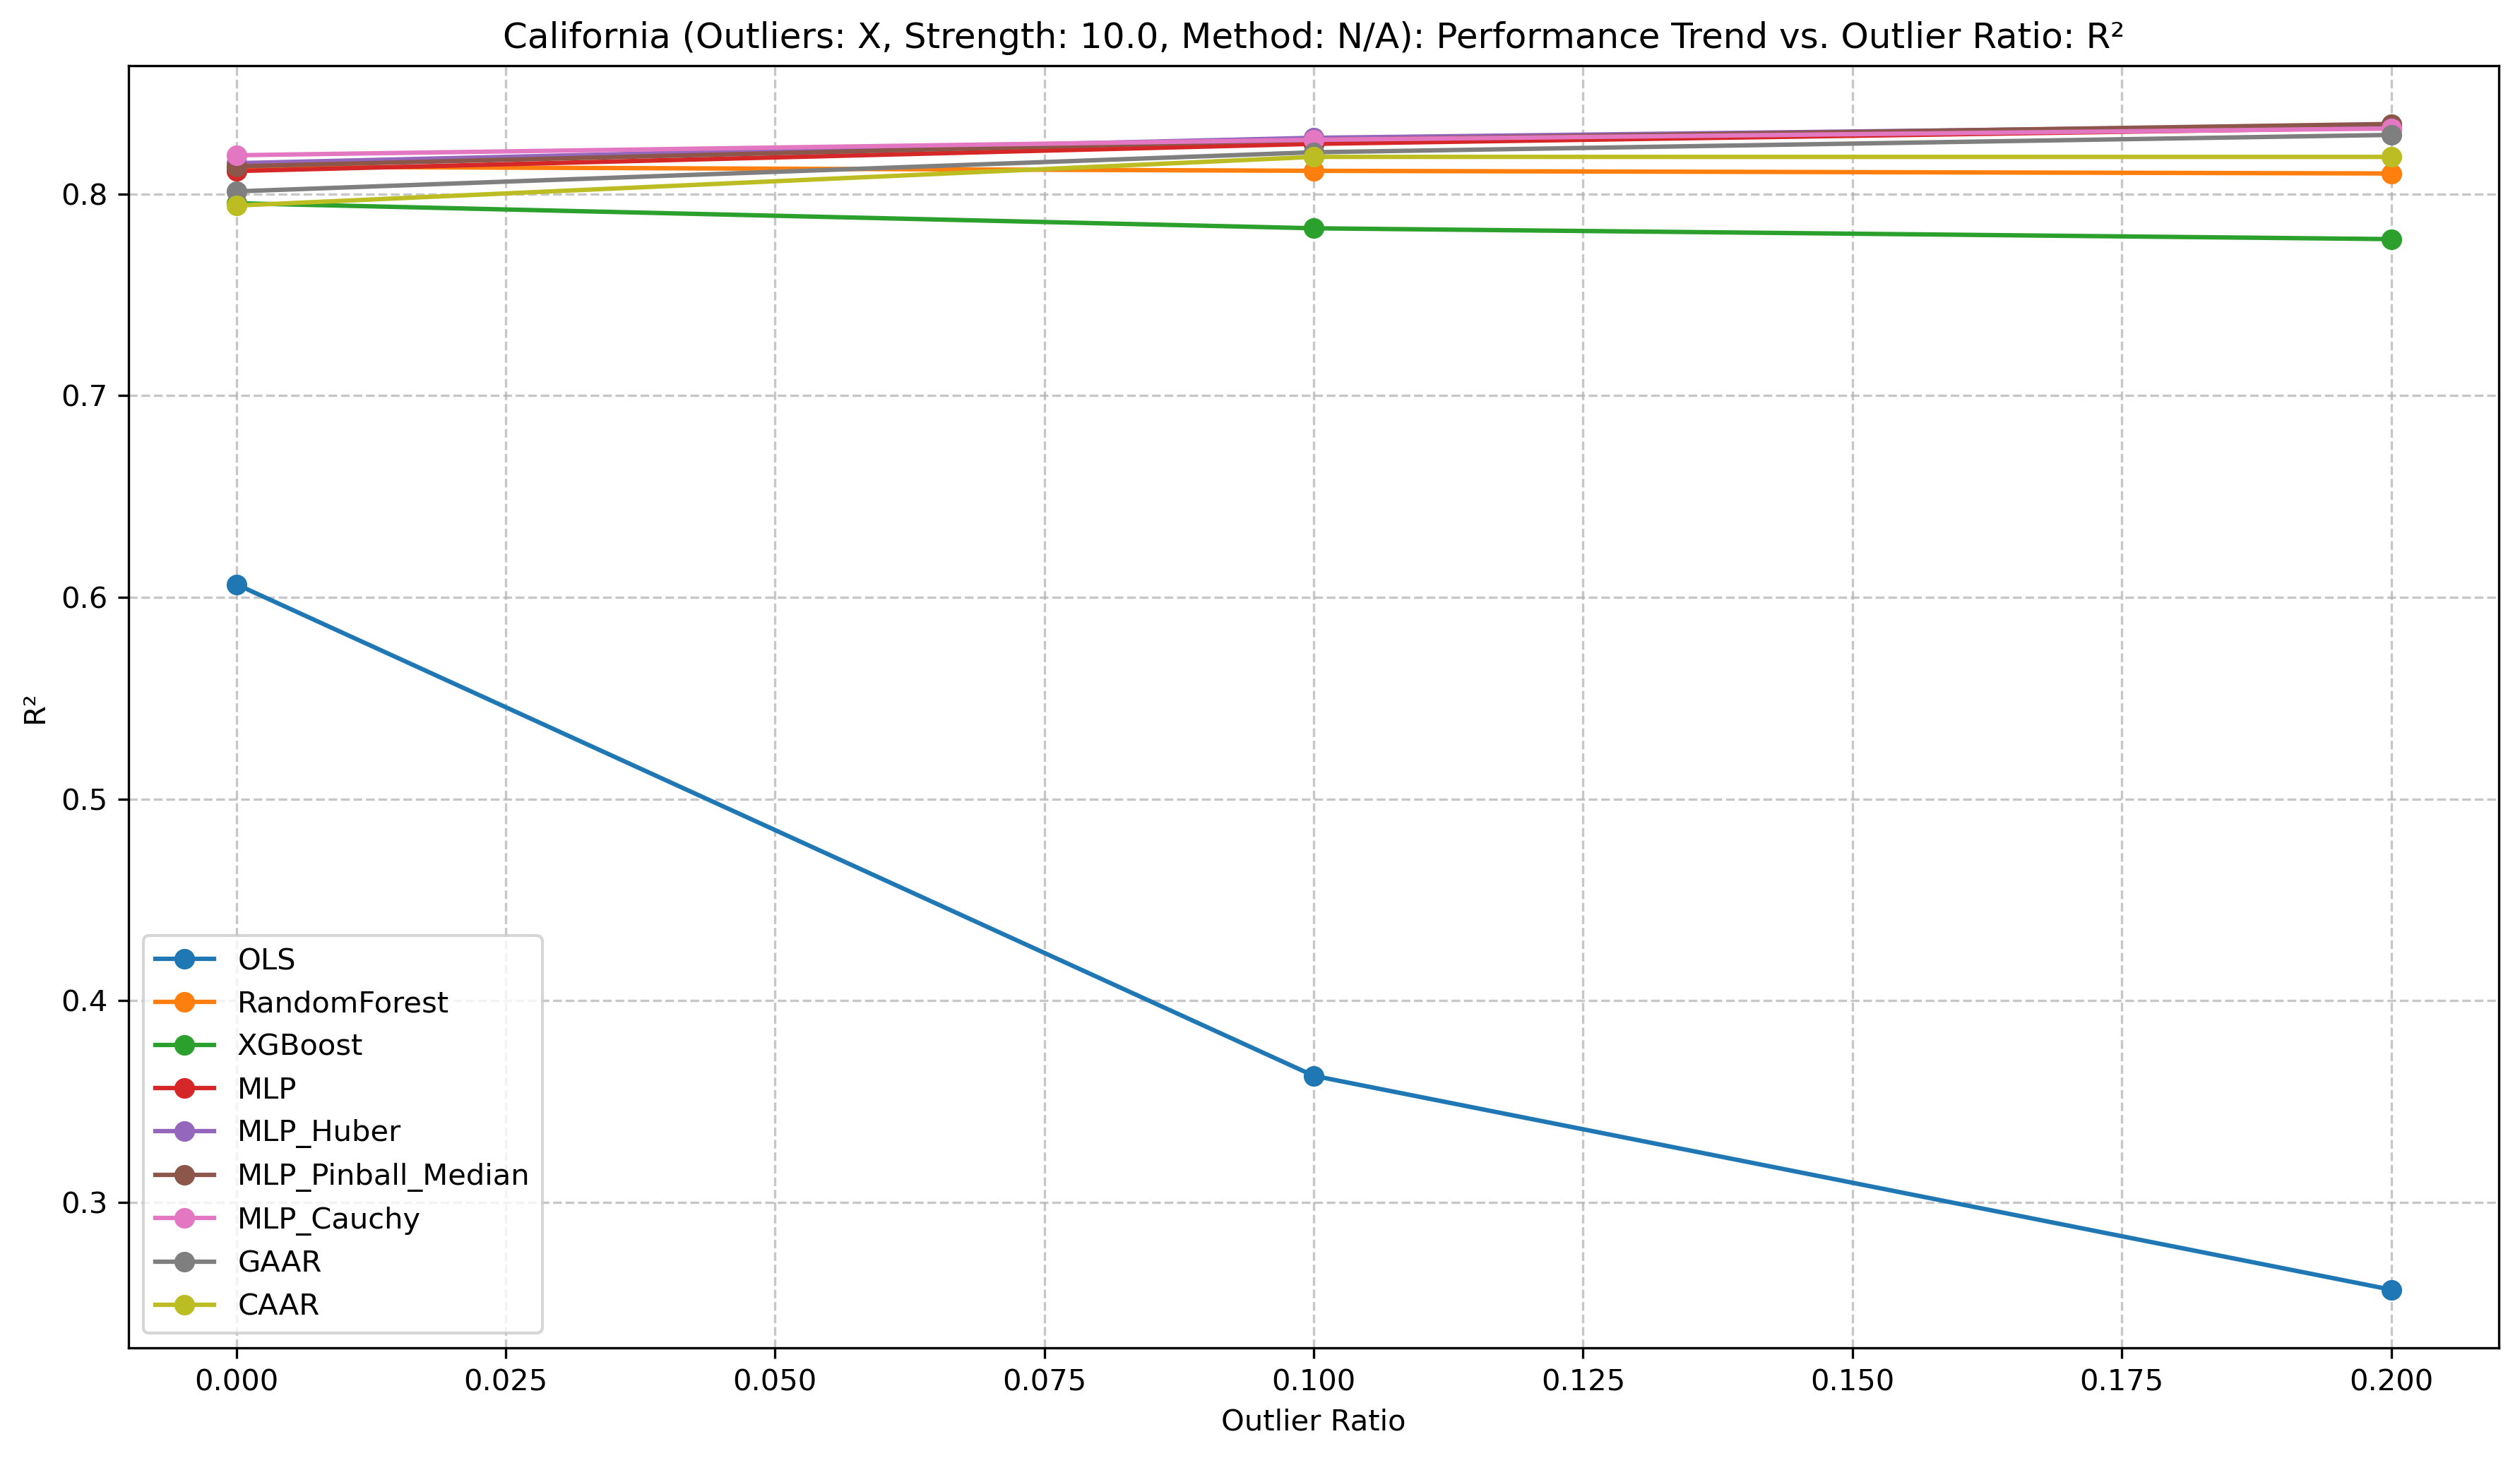 California (Outliers: X, Strength: 10.0, Method: N/A): Performance Trend vs. Outlier Ratio: R²
R²
0.8
0.7
0.6
0.5
0.4
0.3
OLS
RandomForest
XGBoost
MLP
MLP_Huber
MLP_Pinball_Median
MLP_Cauchy
GAAR
CAAR
0.000 0.025 0.050 0.075 0.100 0.125 0.150 0.175 0.200
Outlier Ratio